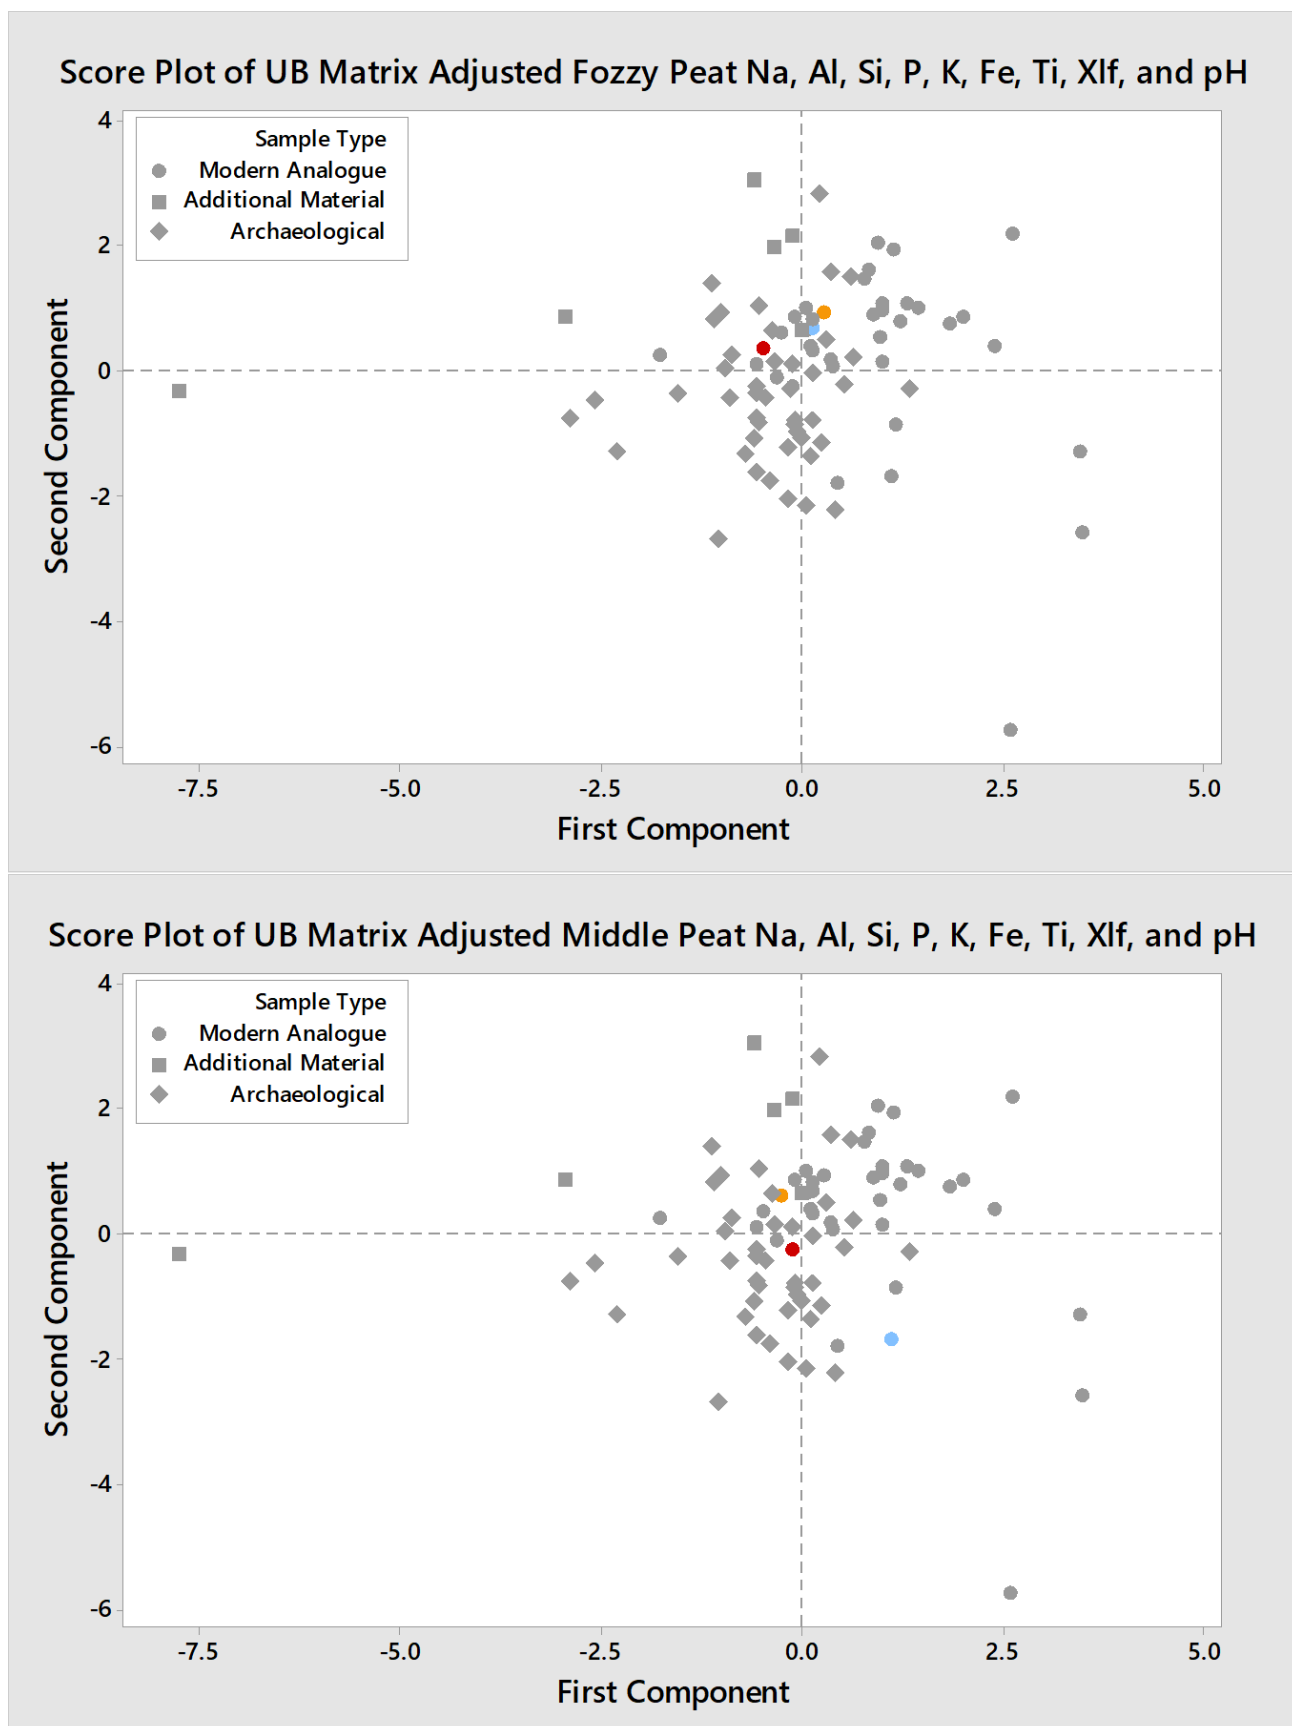 Score Plot of UB Matrix Adjusted Fozzy Peat Na, Al, Si, P, K, Fe, Ti, Xlf, and pH
Sample Type
Modern Analogue
Additional Material
Archaeological
4
2
0
-2
-4
-6
Second Component
-7.5 -5.0 -2.5 0.0 2.5 5.0
First Component
Score Plot of UB Matrix Adjusted Middle Peat Na, Al, Si, P, K, Fe, Ti, Xlf, and pH
Sample Type
Modern Analogue
Additional Material
Archaeological
4
2
0
-2
-4
-6
Second Component
-7.5 -5.0 -2.5 0.0 2.5 5.0
First Component